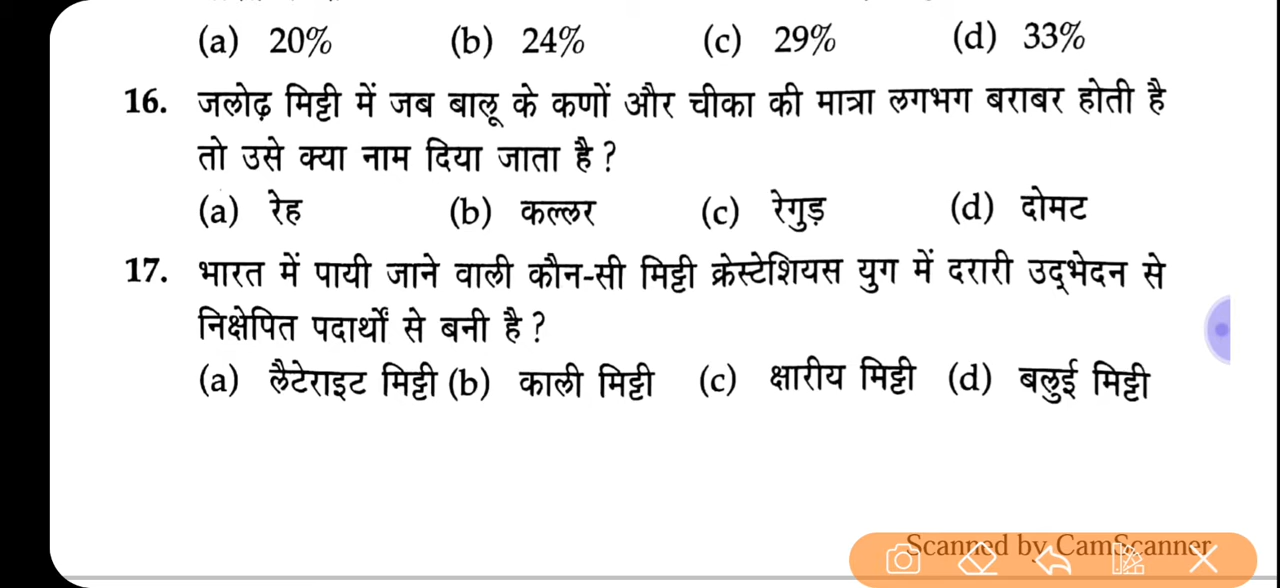 (a) 20% (b) 24% (c) 29% (d) 33%
16. जलोढ़ मिट्टी में जब बालू के कणों और चीका की मात्रा लगभग बराबर होती है
तो उसे क्या नाम दिया जाता है ?
(a) रेह (b) कल्लर (c) रेगुड़ (d) दोमट
17. भारत में पायी जाने वाली कौन-सी मिट्टी क्रेस्टेशियस युग में दरारी उद्भेदन से
निक्षेपित पदार्थों से बनी है ?
(a) लैटेराइट मिट्टी (b) काली मिट्टी (c) क्षारीय मिट्टी (d) बलुई मिट्टी
Scanned by CamScanner